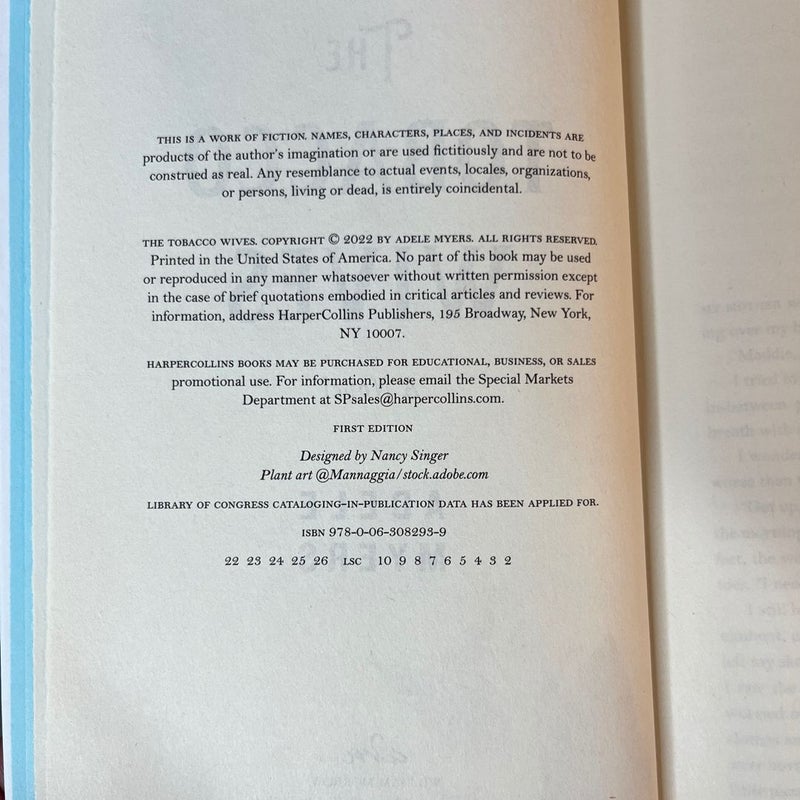 THIS IS A WORK OF FICTION. NAMES, CHARACTERS, PLACES, AND INCIDENTS ARE
products of the author's imagination or are used fictitiously and are not to be
construed as real. Any resemblance to actual events, locales, organizations,
or persons, living or dead, is entirely coincidental.
THE TOBACCO WIVES. COPYRIGHT © 2022 BY ADELE MYERS. ALL RIGHTS RESERVED.
Printed in the United States of America. No part of this book may be used
or reproduced in any manner whatsoever without written permission except
in the case of brief quotations embodied in critical articles and reviews. For
information, address HarperCollins Publishers, 195 Broadway, New York,
NY 10007.
HARPERCOLLINS BOOKS MAY BE PURCHASED FOR EDUCATIONAL, BUSINESS, OR SALES
promotional use. For information, please email the Special Markets
Department at SPsales@harpercollins.com.
FIRST EDITION
Designed by Nancy Singer
Plant art @Mannaggia/stock.adobe.com
LIBRARY OF CONGRESS CATALOGING-IN-PUBLICATION DATA HAS BEEN APPLIED FOR.
ISBN 978-0-06-308293-9
22 23 24 25 26 LSC 10 9 8 7 6 5 4 3 2